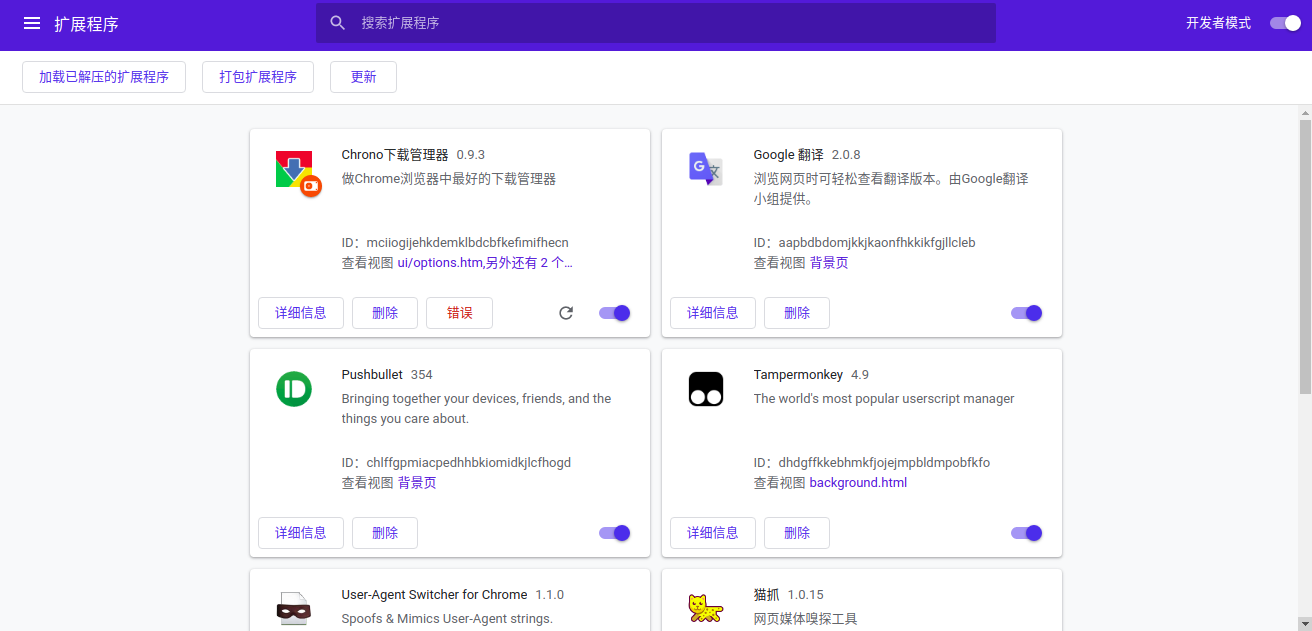 扩展程序
搜索扩展程序
开发者模式
加载已解压的扩展程序
打包扩展程序
更新
Chrono下载管理器 0.9.3
做Chrome浏览器中最好的下载管理器
ID：mciiogijehkdemklbdcbfkefimifhecn
查看视图 ui/options.htm,另外还有 2 个...
详细信息
删除
错误
Google 翻译 2.0.8
浏览网页时可轻松查看翻译版本。由Google翻译
小组提供。
ID：aapbdbdomjkkjkaonfhkkikfgjllcleb
查看视图 背景页
详细信息
删除
Pushbullet 354
Bringing together your devices, friends, and the
things you care about.
ID：chlffgpmiacpedhhbkiomidkjlcfhogd
查看视图 背景页
详细信息
删除
Tampermonkey 4.9
The world's most popular userscript manager
ID：dhdgffkkebhmkfjojejmpbldmpobfkfo
查看视图 background.html
详细信息
删除
User-Agent Switcher for Chrome 1.1.0
Spoofs & Mimics User-Agent strings.
猫抓 1.0.15
网页媒体嗅探工具